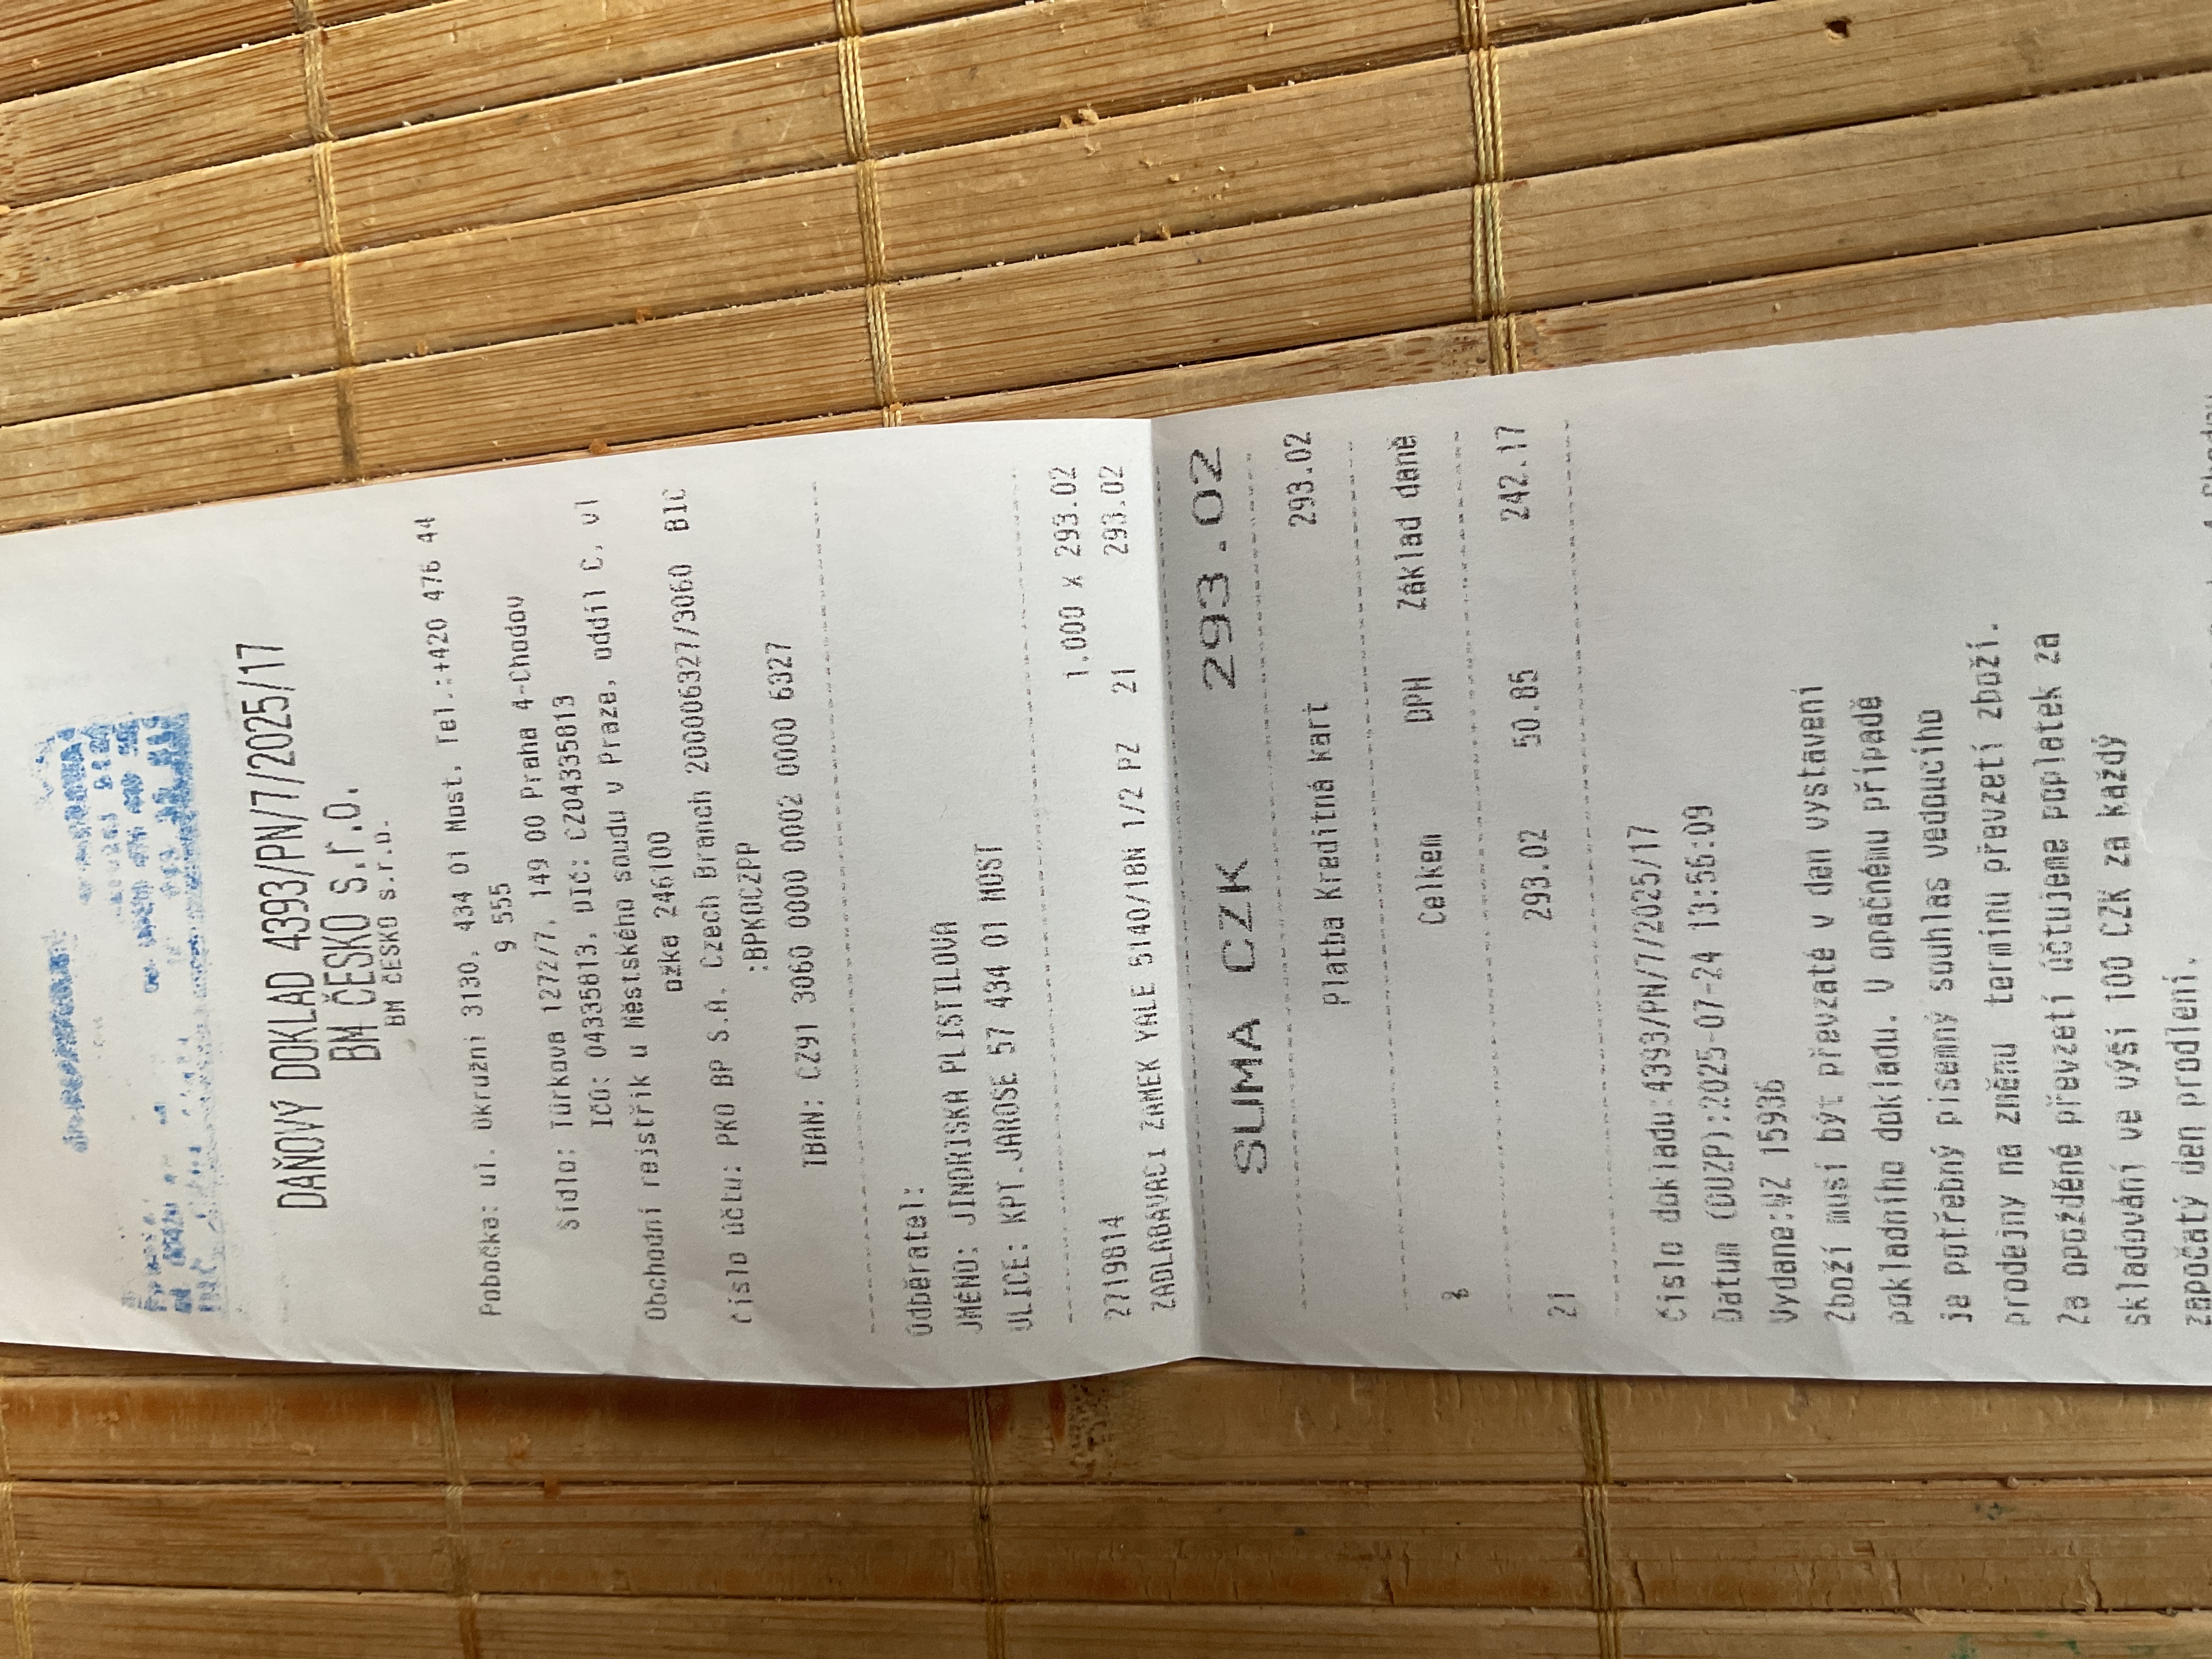 DAŇOVÝ DOKLAD 4393/PN/7/2025/17
BM ČESKO s.r.o.
BM ČESKO s.r.o.
Pobočka: ul. Okružní 3130, 434 01 Most, Tel.:+420 476 44
9 555
Sídlo: Türkova 1272/7, 149 00 Praha 4-Chodov
IČO: 04335813, DIČ: CZ04335813
Obchodní rejstřík u Městského soudu v Praze, oddíl C, vl
ožka 246100
Číslo účtu: PKO BP S.A. Czech Branch 200006327/3060 BIC
:BPKOCZPP
IBAN: CZ91 3060 0000 0002 0000 6327
Odběratel:
JMENO: JINDRISKA PLISTILOVA
ULICE: KPT.JAROSE 57 434 01 MOST
1.000 X 293.02
2719814 21 293.02
ZADLABAVACI ZAMEK YALE 5140/18N 1/2 PZ
SUMA CZK 293.02
Platba Kreditná kart 293.02
% Celkem DPH Základ daně
21 293.02 50.85 242.17
Číslo dokladu:4393/PN/7/2025/17
Datum (DUZP):2025-07-24 13:56:09
Vydane:WZ 15936
Zboží musí být převzaté v den vystavení
pokladního dokladu. V opačnému případě
je potřebný písemný souhlas vedoucího
prodejny na změnu termínu převzetí zboží.
Za opožděné převzetí účtujeme poplatek za
skladování ve výši 100 CZK za každý
započatý den prodlení.